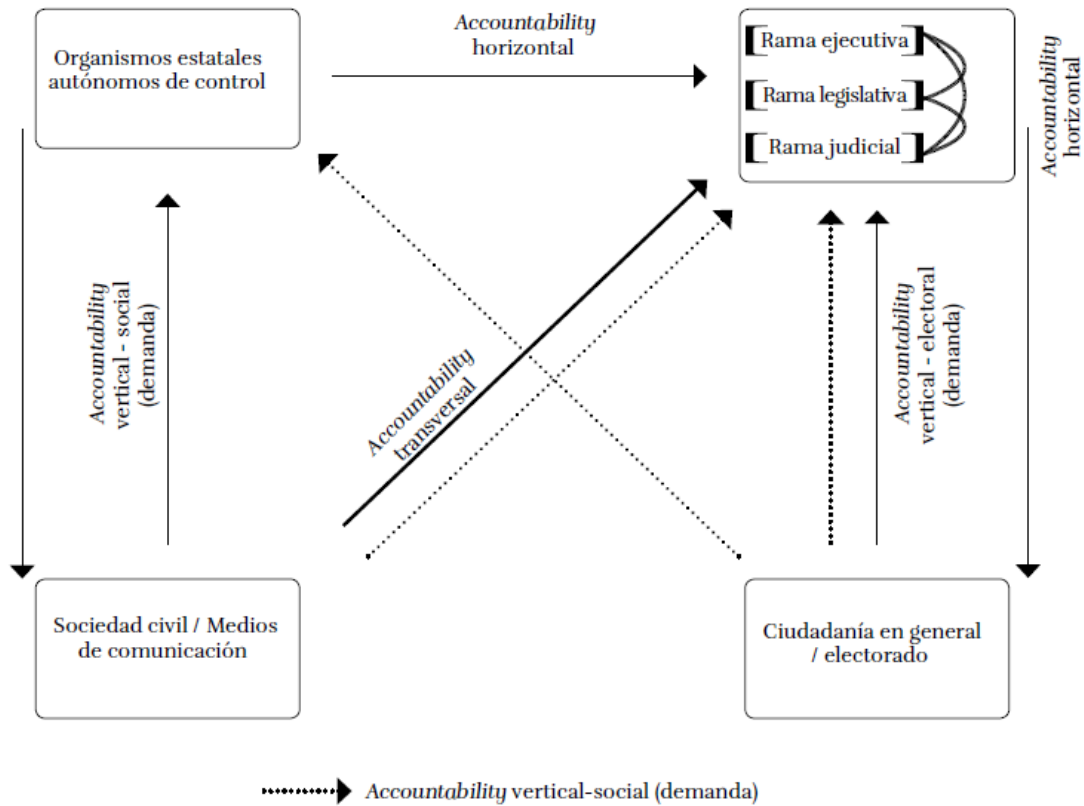 Organismos estatales
autónomos de control
Accountability
horizontal
[Rama ejecutiva]
[Rama legislativa]
[Rama judicial]
Accountability
horizontal
Accountability
vertical - social
(demanda)
Accountability
transversal
Accountability
vertical - electoral
(demanda)
Sociedad civil / Medios
de comunicación
Ciudadanía en general
/ electorado
Accountability vertical-social (demanda)